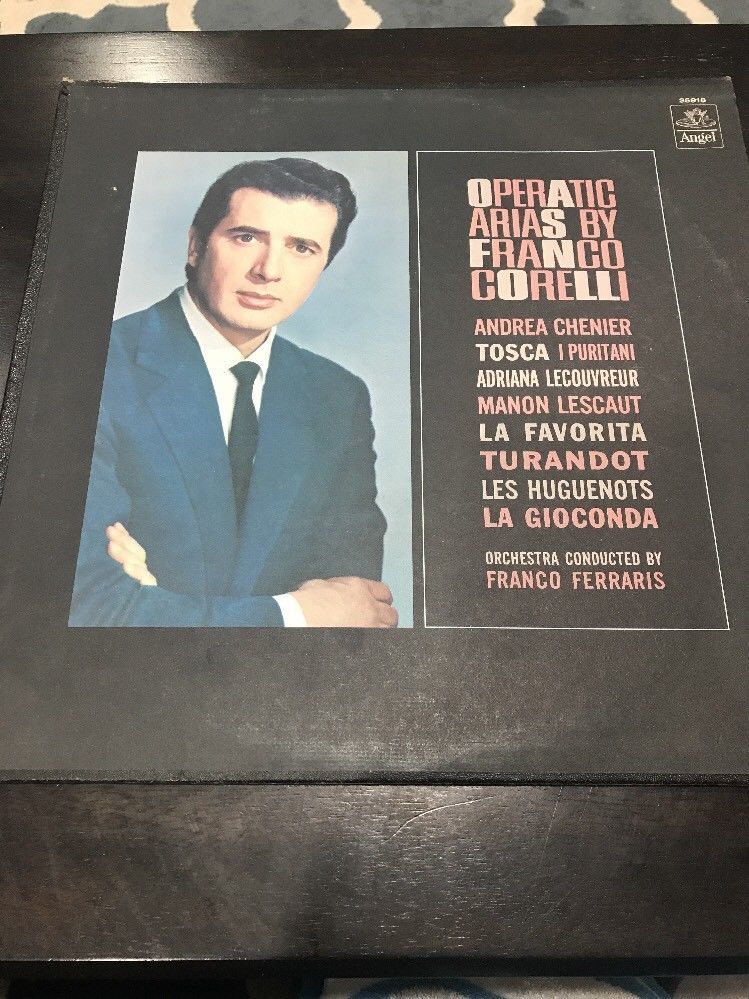 35918
Angel
OPERATIC
ARIAS BY
FRANCO
CORELLI
ANDREA CHENIER
TOSCA I PURITANI
ADRIANA LECOUVREUR
MANON LESCAUT
LA FAVORITA
TURANDOT
LES HUGUENOTS
LA GIOCONDA
ORCHESTRA CONDUCTED BY
FRANCO FERRARIS